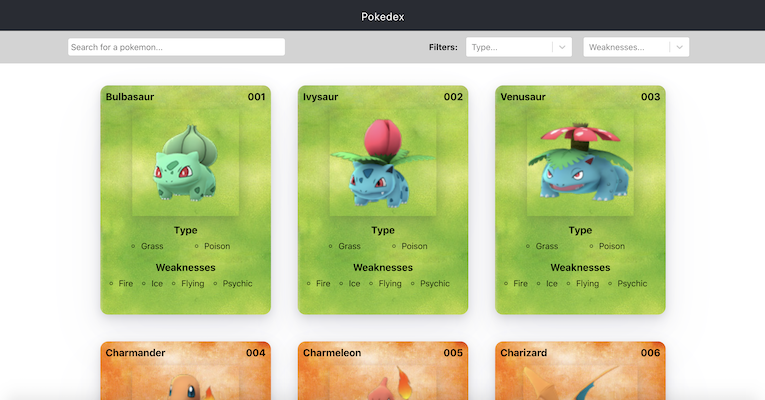 Pokedex
Search for a pokemon... Filters: Type... Weaknesses...
Bulbasaur 001 Ivysaur 002 Venusaur 003
Type Type Type
Grass Poison Grass Poison Grass Poison
Weaknesses Weaknesses Weaknesses
Fire Ice Flying Psychic Fire Ice Flying Psychic Fire Ice Flying Psychic
Charmander 004 Charmeleon 005 Charizard 006